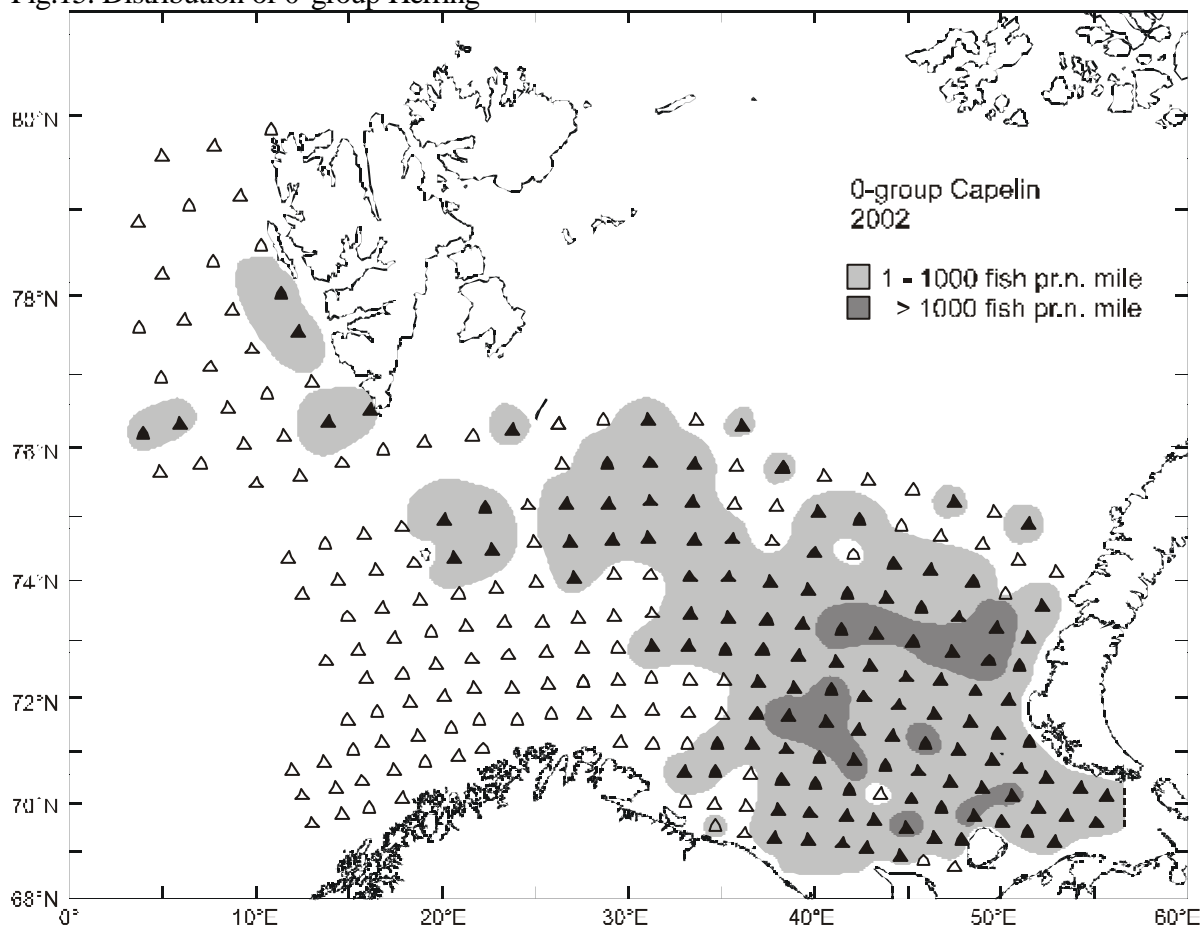 Fig.15. Distribution of 0-group Herring
80°N
78°N
76°N
74°N
72°N
70°N
68°N
0-group Capelin
2002
1 - 1000 fish pr.n. mile
> 1000 fish pr.n. mile
0° 10°E 20°E 30°E 40°E 50°E 60°E